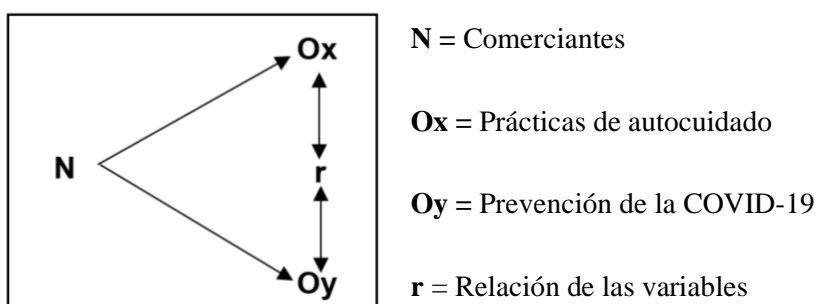 Ox
N
r
Oy
N = Comerciantes
Ox = Prácticas de autocuidado
Oy = Prevención de la COVID-19
r = Relación de las variables